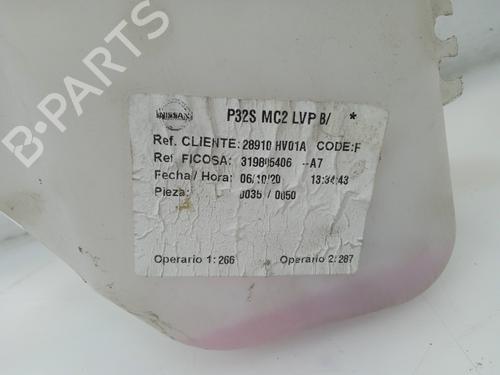 NISSAN
P32S MC2 LVP B/ *
Ref. CLIENTE: 28910 HV01A CODE:F
Ref FICOSA: 319805406 --A7
Fecha / Hora: 06/10/20 13:34:43
Pieza: 0035 / 0050
Operario 1: 266 Operario 2: 287
B-PARTS